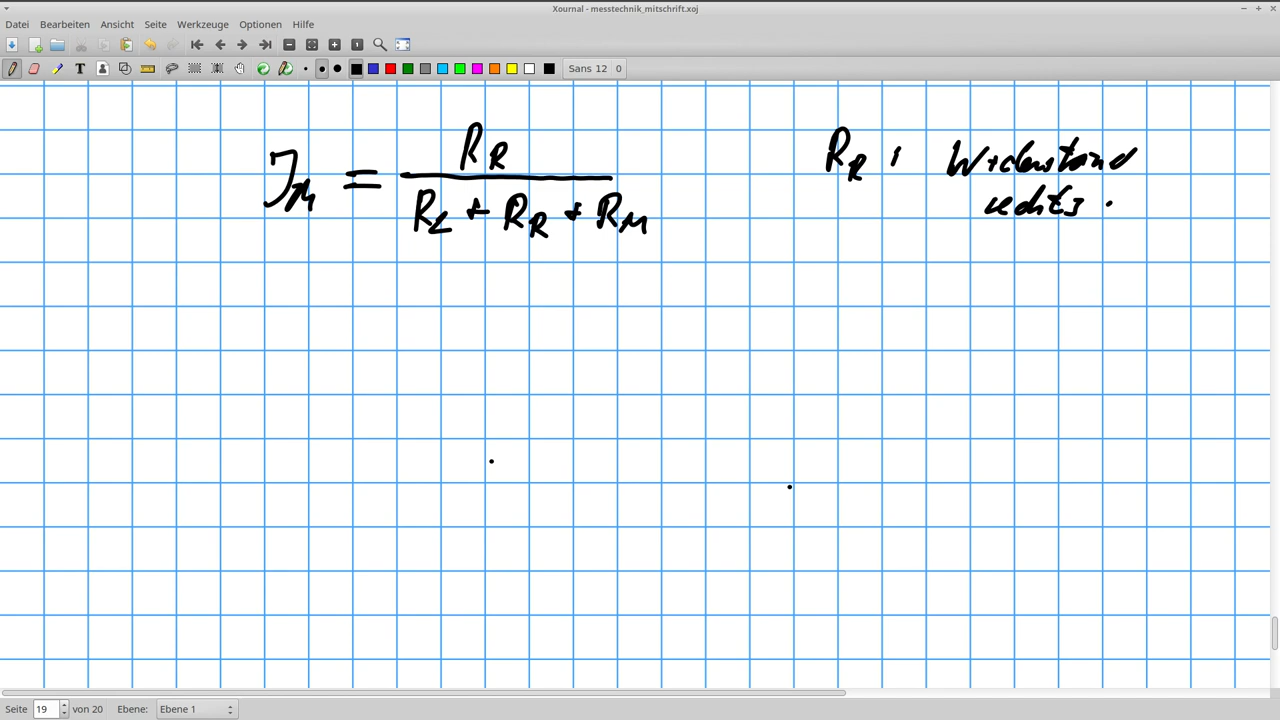 Xournal - messtechnik_mitschrift.xoj
Datei Bearbeiten Ansicht Seite Werkzeuge Optionen Hilfe
Sans 12 0
I_M = R_R / (R_L + R_R + R_M)
R_R : Widerstand
rechts
Seite 19 von 20 Ebene: Ebene 1